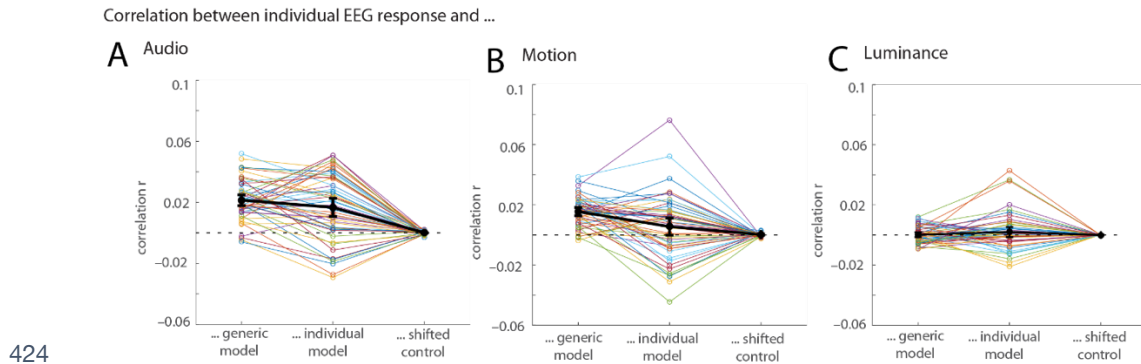 Correlation between individual EEG response and ...
A Audio
0.1
0.06
0.02
−0.02
−0.06
correlation r
... generic model
... individual model
... shifted control
B Motion
0.1
0.06
0.02
−0.02
−0.06
correlation r
... generic model
... individual model
... shifted control
C Luminance
0.1
0.06
0.02
−0.02
−0.06
correlation r
... generic model
... individual model
... shifted control
424